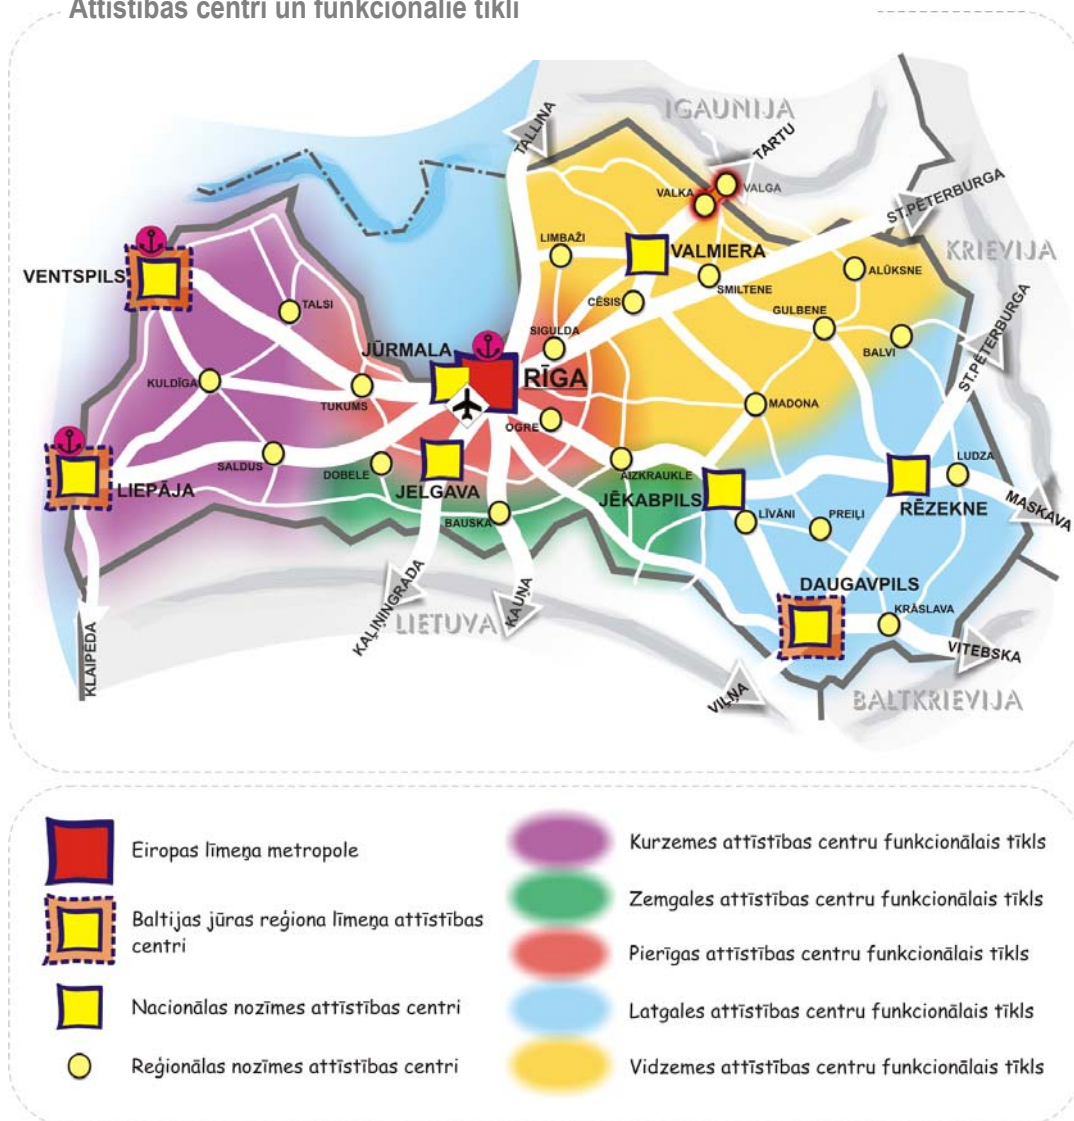 Attīstības centri un funkcionālie tīkli
IGAUNIJA
TALLINA
TARTU
VALKA
VALGA
ST.PĒTERBURGA
KRIEVIJA
LIMBAŽI
VALMIERA
VENTSPILS
ALŪKSNE
SMILTENE
CĒSIS
TALSI
GULBENE
SIGULDA
ST.PĒTERBURGA
JŪRMALA
BALVI
RĪGA
KULDĪGA
TUKUMS
MADONA
OGRE
LUDZA
SALDUS
DOBELE
AIZKRAUKLE
LIEPĀJA
JELGAVA
JĒKABPILS
RĒZEKNE
MASKAVA
BAUSKA
LĪVĀNI
PREIĻI
DAUGAVPILS
KAĻIŅINGRADA
KAUŅA
LIETUVA
KRĀSLAVA
KLAIPĒDA
VITEBSKA
VIĻŅA
BALTKRIEVIJA
Eiropas līmeņa metropole
Baltijas jūras reģiona līmeņa attīstības
centri
Nacionālas nozīmes attīstības centri
Reģionālas nozīmes attīstības centri
Kurzemes attīstības centru funkcionālais tīkls
Zemgales attīstības centru funkcionālais tīkls
Pierīgas attīstības centru funkcionālais tīkls
Latgales attīstības centru funkcionālais tīkls
Vidzemes attīstības centru funkcionālais tīkls